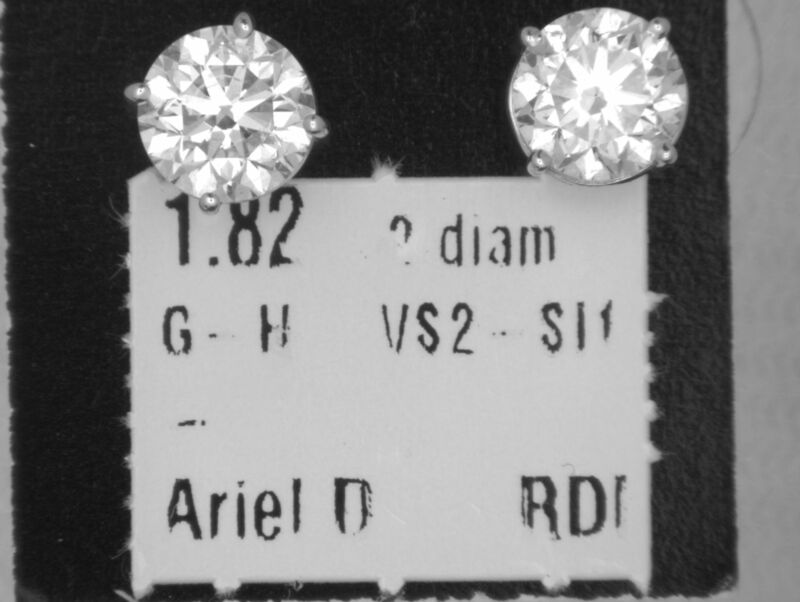 1.82 2 diam
G - H VS2 - SI1
-
Ariel D RDI